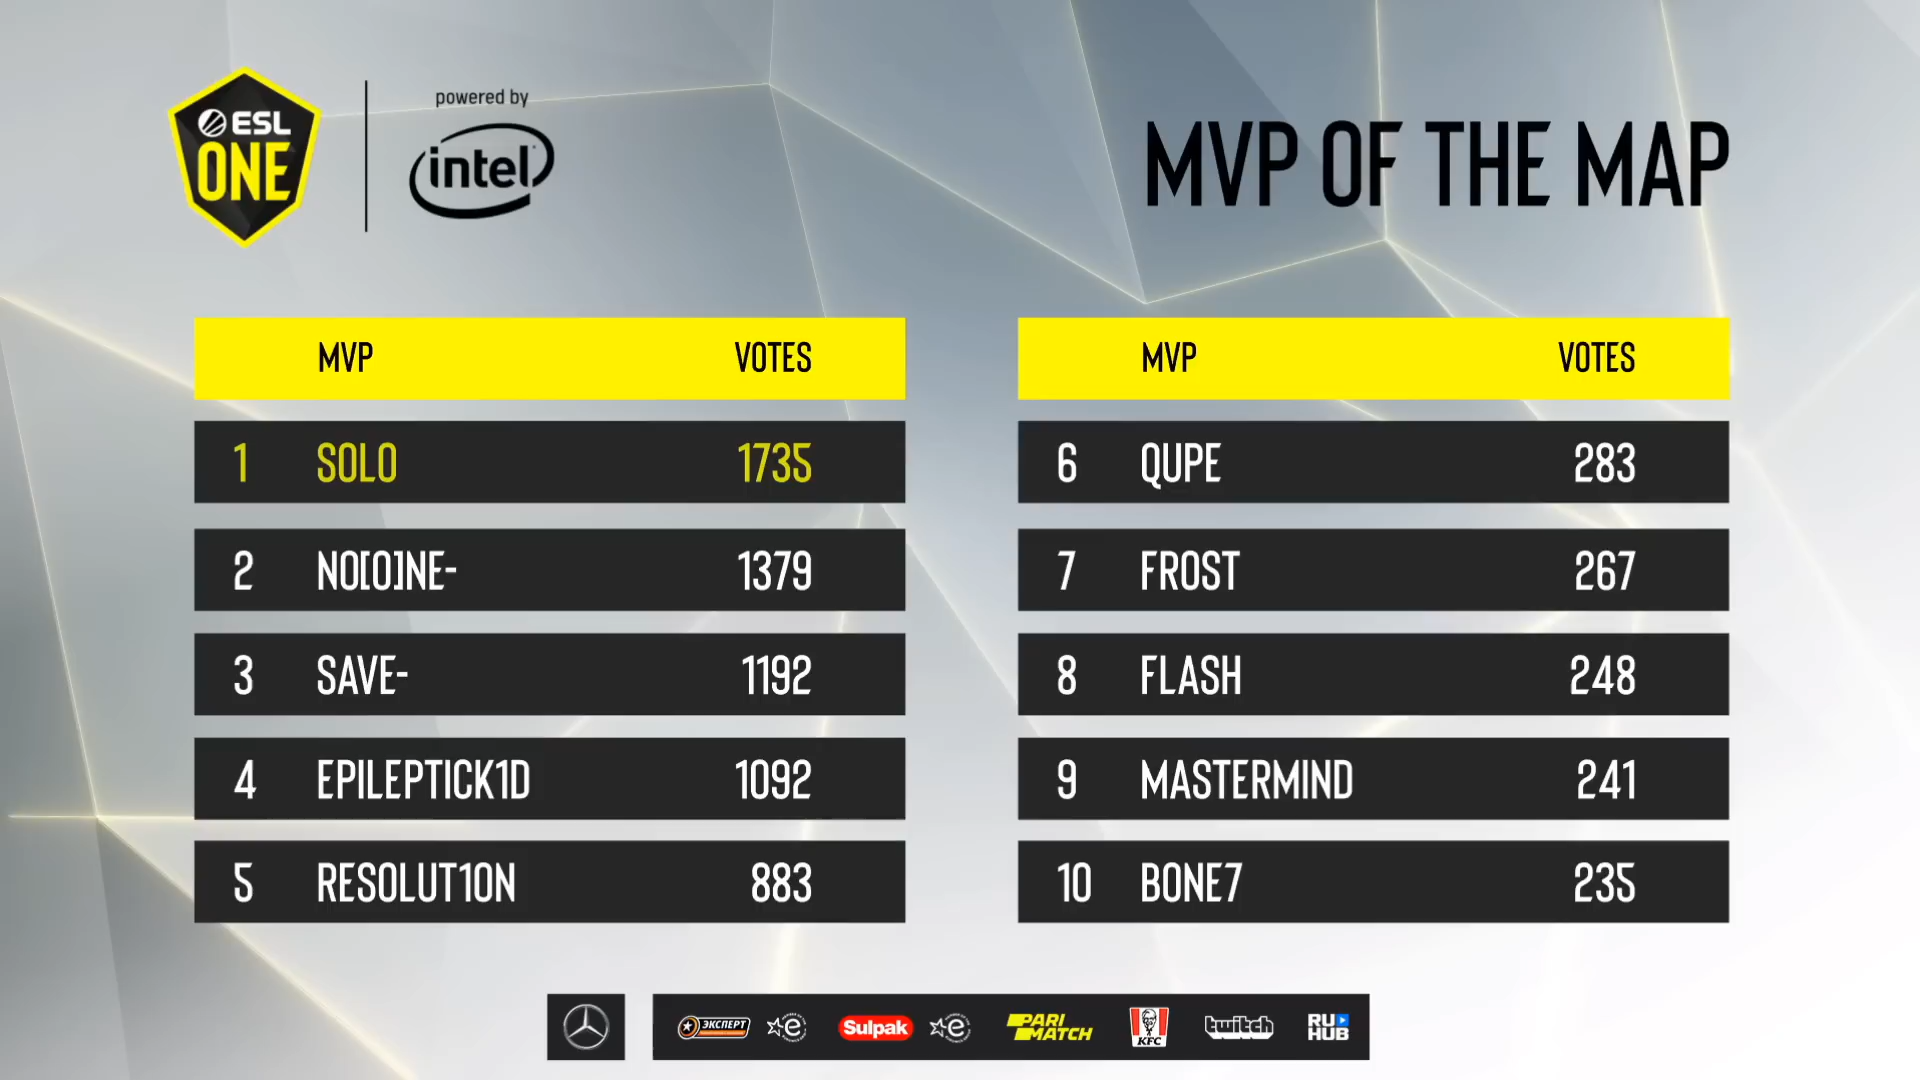 ESL
ONE
powered by
intel
MVP OF THE MAP
MVP VOTES
1 SOLO 1735
2 NO[O]NE- 1379
3 SAVE- 1192
4 EPILEPTICK1D 1092
5 RESOLUT1ON 883
MVP VOTES
6 QUPE 283
7 FROST 267
8 FLASH 248
9 MASTERMIND 241
10 BONE7 235
ЭКСПЕРТ e Sulpak e PARI MATCH KFC twitch RU HUB